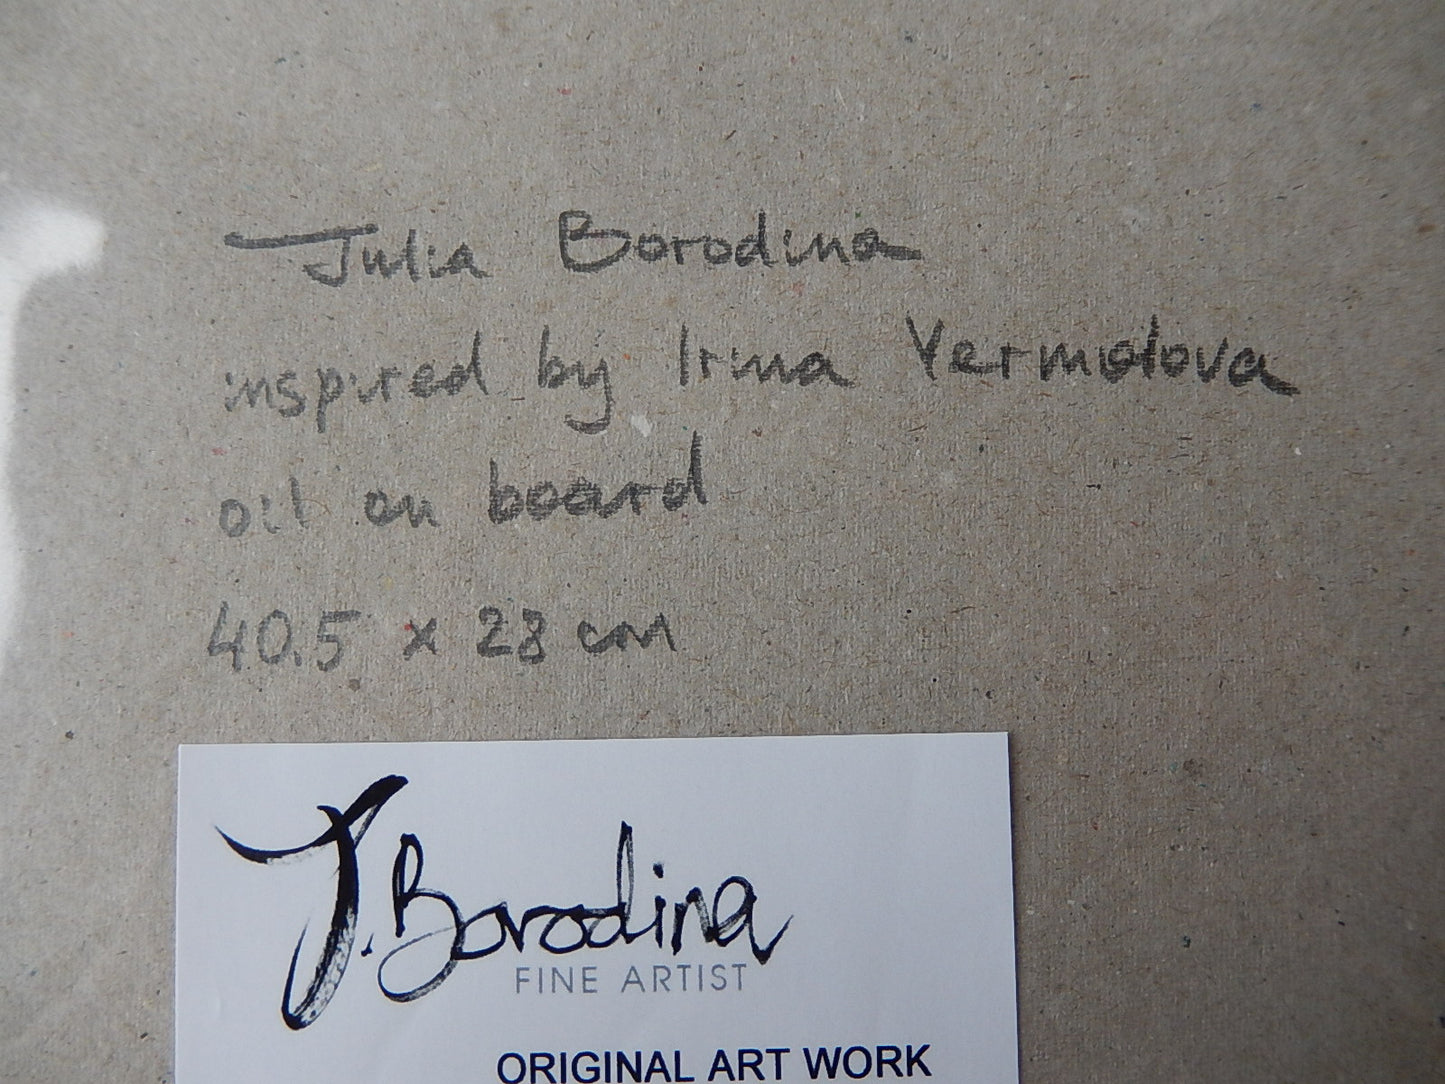 Julia Borodina
inspired by Irina Yermolova
oil on board
40.5 x 28 cm
J. Borodina
FINE ARTIST
ORIGINAL ART WORK